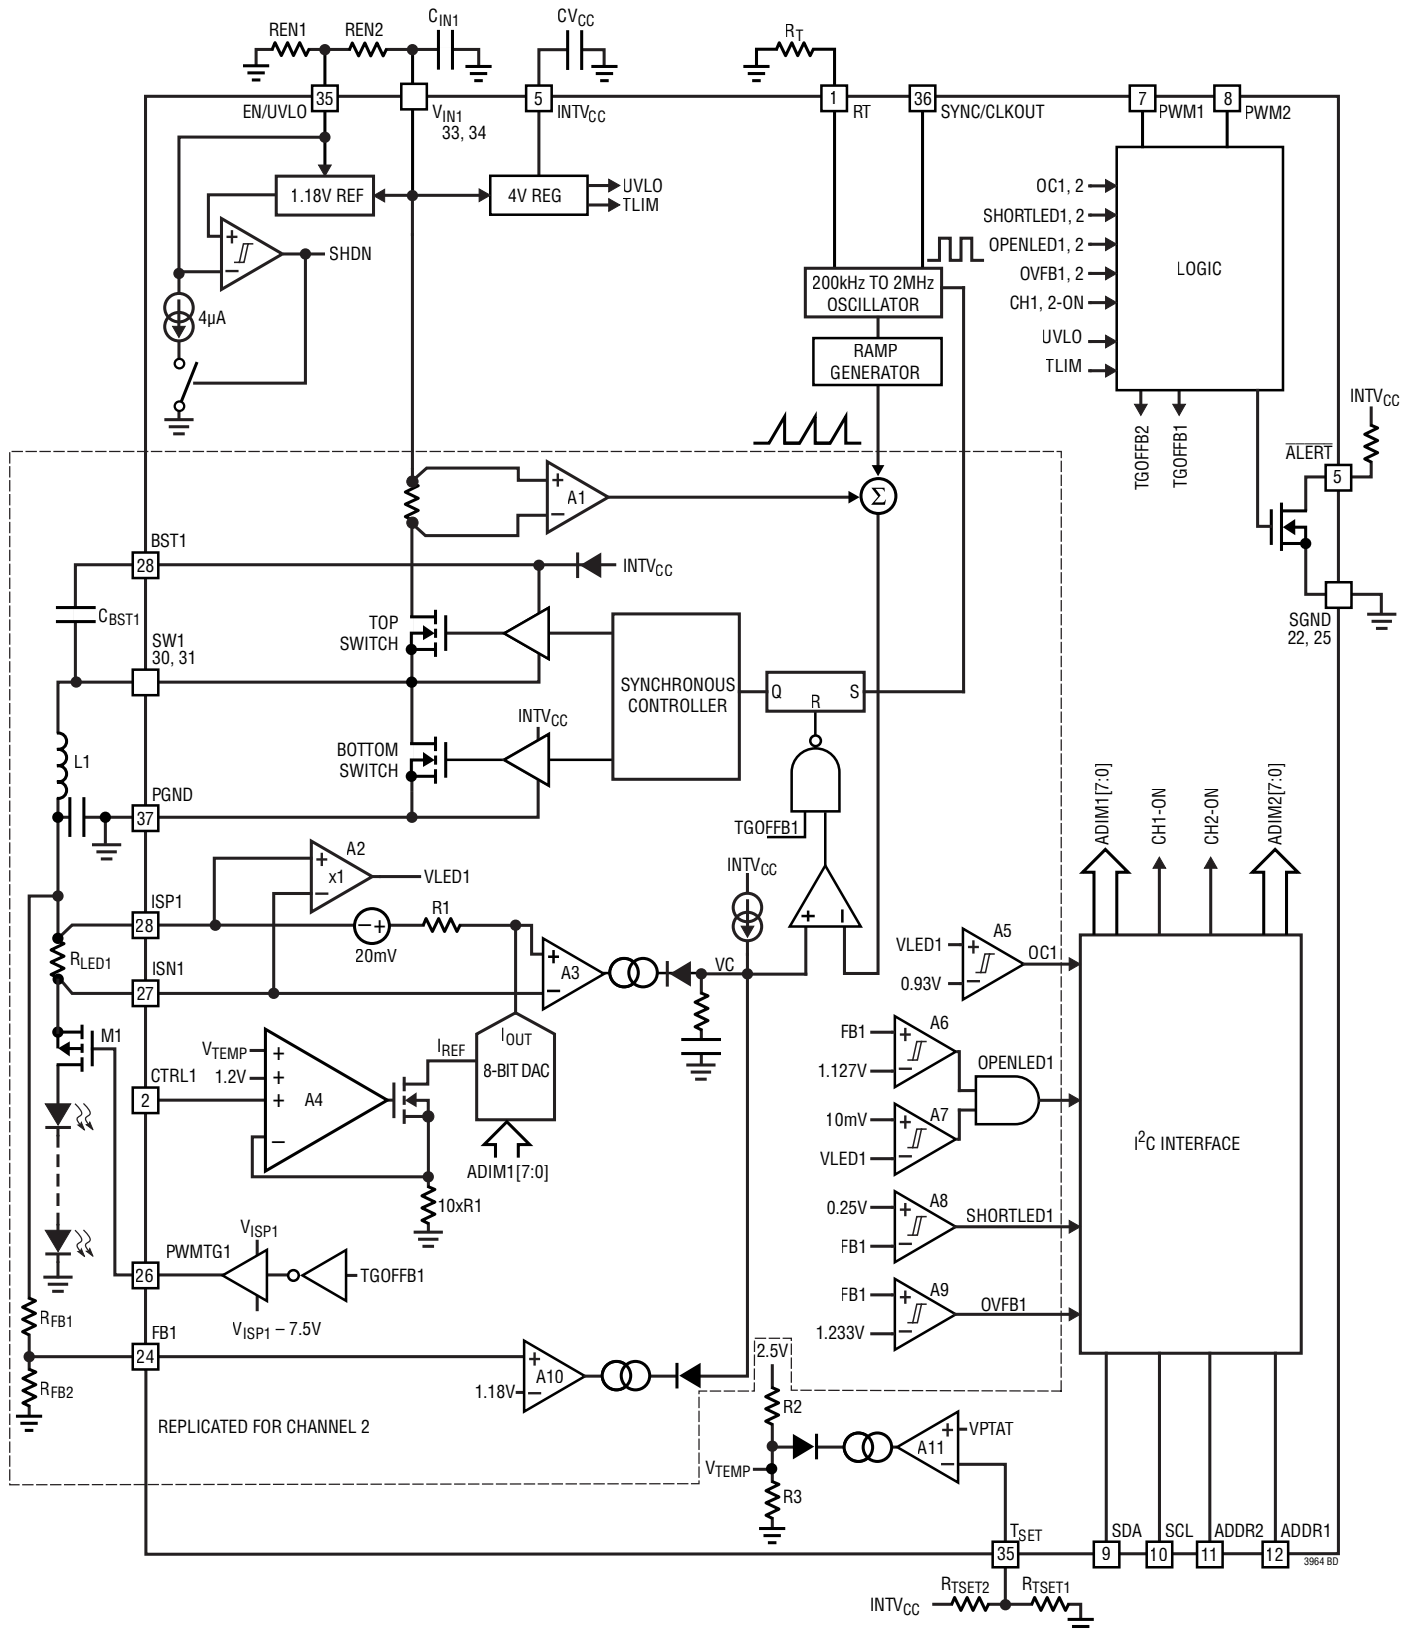 REN1
REN2
CIN1
CVCC
RT
35
EN/UVLO
VIN1
33, 34
5
INTVCC
1
RT
36
SYNC/CLKOUT
7
PWM1
8
PWM2
1.18V REF
4V REG
UVLO
TLIM
+
−
SHDN
4µA
200kHz TO 2MHz
OSCILLATOR
RAMP
GENERATOR
OC1, 2
SHORTLED1, 2
OPENLED1, 2
OVFB1, 2
CH1, 2-ON
UVLO
TLIM
LOGIC
TGOFFB2
TGOFFB1
INTVCC
ALERT
5
SGND
22, 25
+
−
A1
Σ
BST1
28
INTVCC
CBST1
SW1
30, 31
TOP
SWITCH
SYNCHRONOUS
CONTROLLER
Q
R
S
INTVCC
BOTTOM
SWITCH
L1
PGND
37
TGOFFB1
INTVCC
+
−
A2
+
x1
−
VLED1
ISP1
28
−+
20mV
R1
RLED1
ISN1
27
+
−
A3
VC
M1
VTEMP
1.2V
CTRL1
2
+
+
+
−
A4
IREF
IOUT
8-BIT DAC
ADIM1[7:0]
10xR1
ADIM1[7:0]
CH1-ON
CH2-ON
ADIM2[7:0]
VLED1
0.93V
+
−
A5
OC1
FB1
1.127V
+
−
A6
OPENLED1
10mV
VLED1
+
−
A7
I2C INTERFACE
0.25V
FB1
+
−
A8
SHORTLED1
FB1
1.233V
+
−
A9
OVFB1
PWMTG1
26
VISP1
VISP1 – 7.5V
TGOFFB1
RFB1
FB1
24
RFB2
1.18V
+
−
A10
2.5V
R2
VTEMP
R3
A11
+
−
VPTAT
REPLICATED FOR CHANNEL 2
TSET
35
SDA
9
SCL
10
ADDR2
11
ADDR1
12
3964 BD
INTVCC
RTSET2
RTSET1